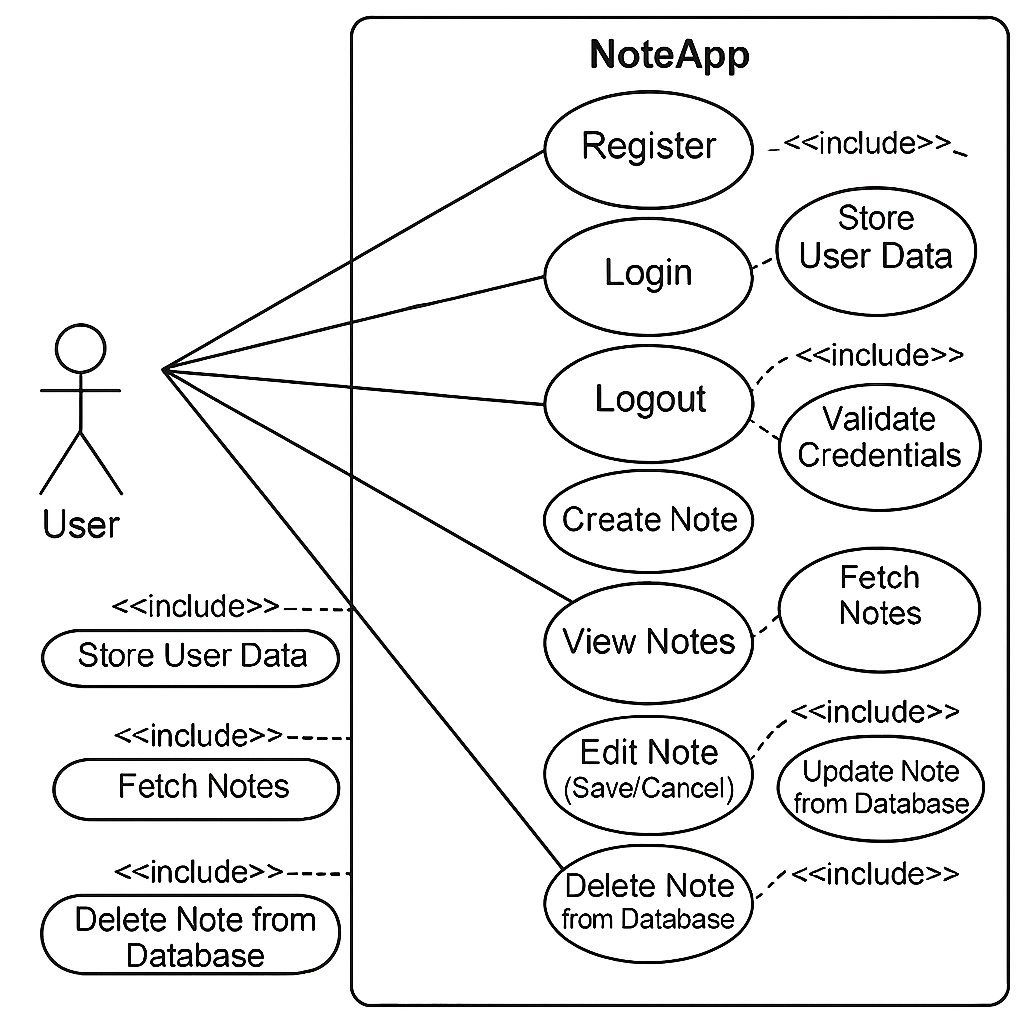 NoteApp
Register
<<include>>
Store
User Data
Login
<<include>>
Logout
Validate
Credentials
Create Note
User
Fetch
Notes
<<include>>
View Notes
Store User Data
<<include>>
<<include>>
Edit Note
(Save/Cancel)
Update Note
from Database
Fetch Notes
<<include>>
<<include>>
Delete Note
from Database
Delete Note from
Database